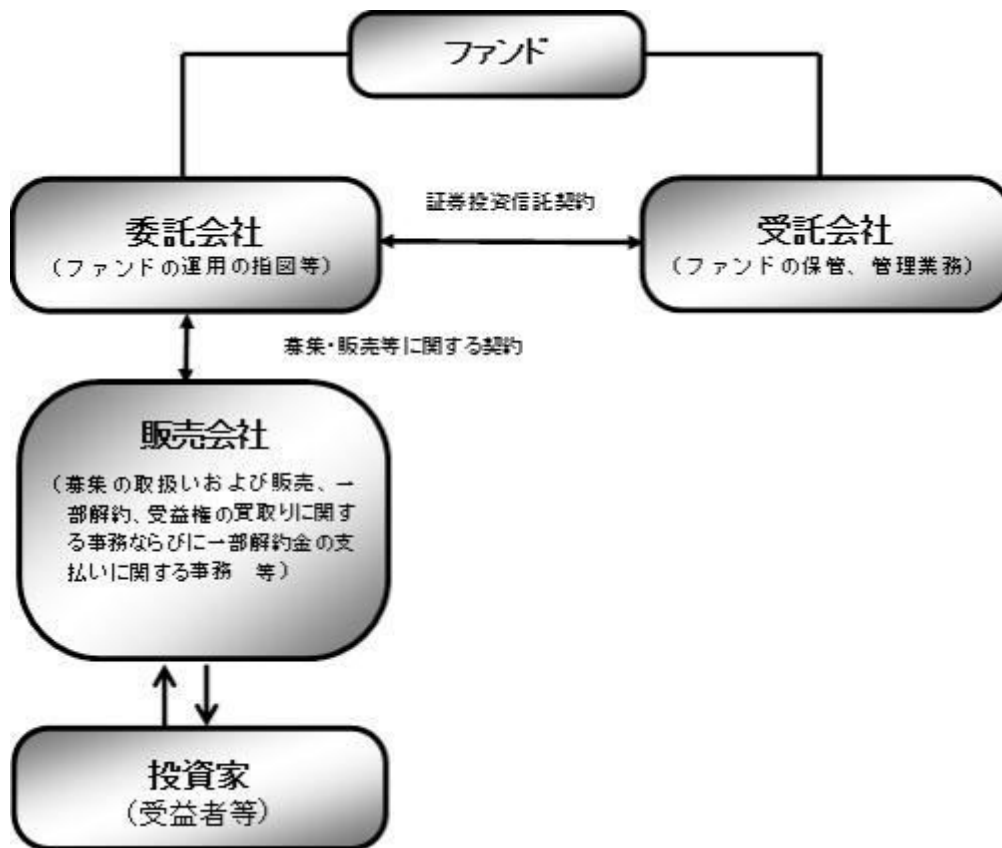 ファンド
証券投資信託契約
委託会社
(ファンドの運用の指図等)
受託会社
(ファンドの保管、管理業務)
募集・販売等に関する契約
販売会社
(募集の取扱いおよび販売、一
部解約、受益権の買取りに関す
る事務ならびに一部解約金の支
払いに関する事務 等)
投資家
(受益者等)